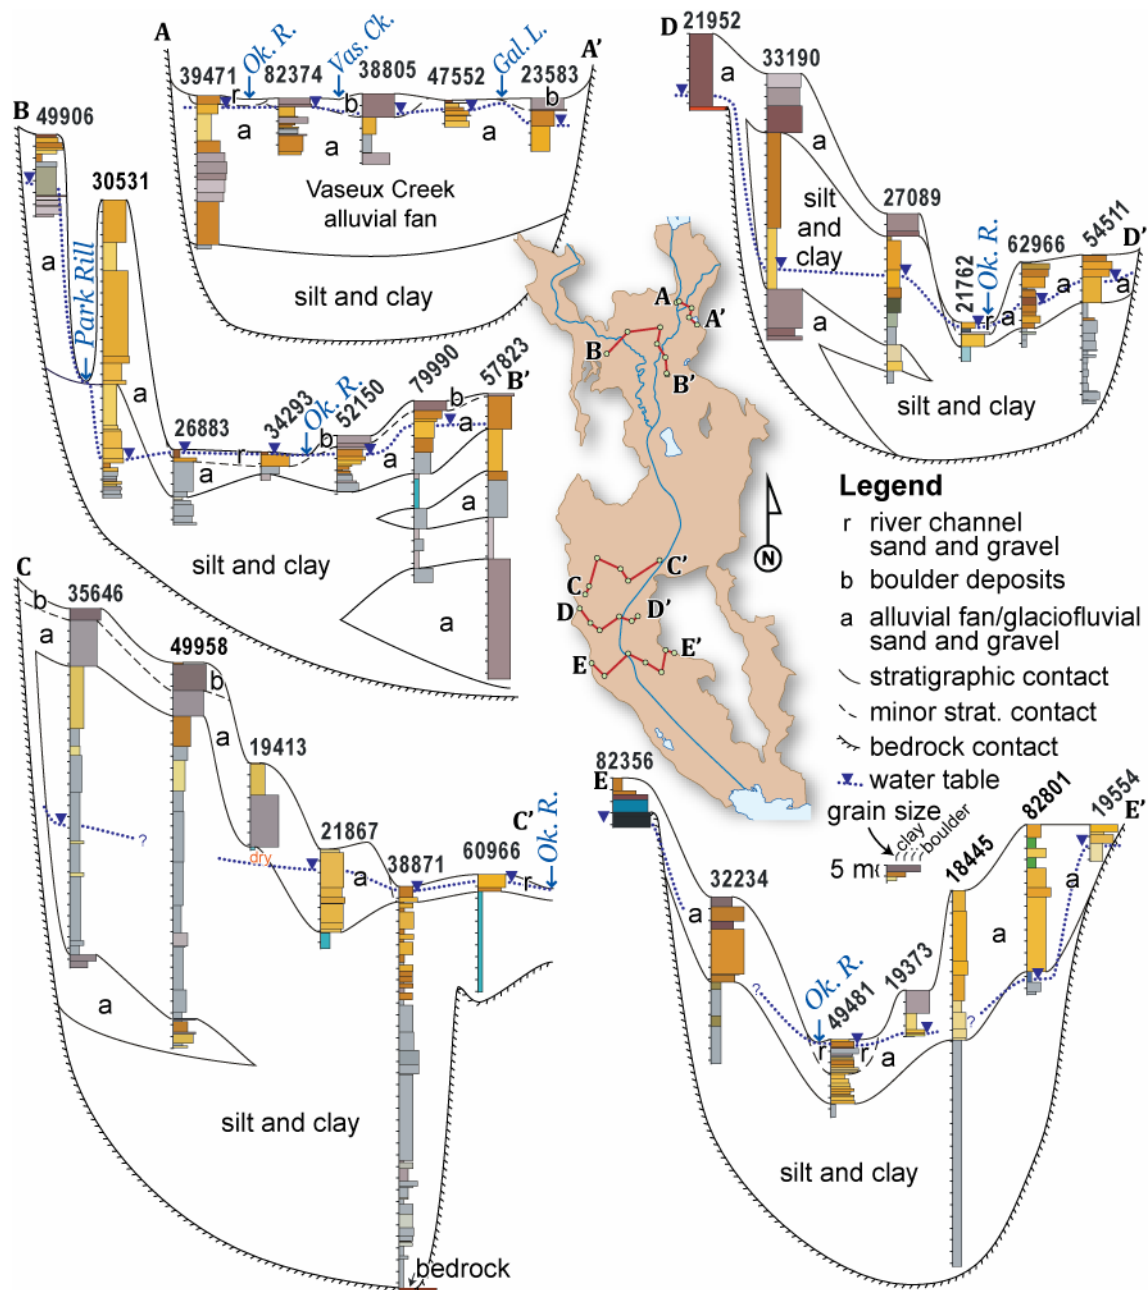 A
39471
Ok. R.
82374
Vas. Ck.
38805
47552
Gal. L.
23583
A'
r
b
b
a
a
a
Vaseux Creek
alluvial fan
silt and clay
B
49906
30531
Park Rill
a
a
26883
34293
Ok. R.
52150
79990
57823
B'
r
b
b
a
a
a
a
a
silt and clay
C
35646
49958
19413
21867
38871
60966
C'
Ok. R.
b
a
b
a
dry
?
a
r
a
silt and clay
bedrock
D
21952
33190
27089
21762
Ok. R.
62966
54511
D'
a
a
silt
and
clay
a
r
a
a
a
silt and clay
A
A'
B
B'
C
C'
D
D'
E
E'
N
Legend
r river channel
sand and gravel
b boulder deposits
a alluvial fan/glaciofluvial
sand and gravel
stratigraphic contact
minor strat. contact
bedrock contact
water table
grain size
clay
boulder
5 m
E
82356
32234
Ok. R.
49481
19373
18445
82801
19554
E'
a
?
r
r
a
?
a
a
silt and clay